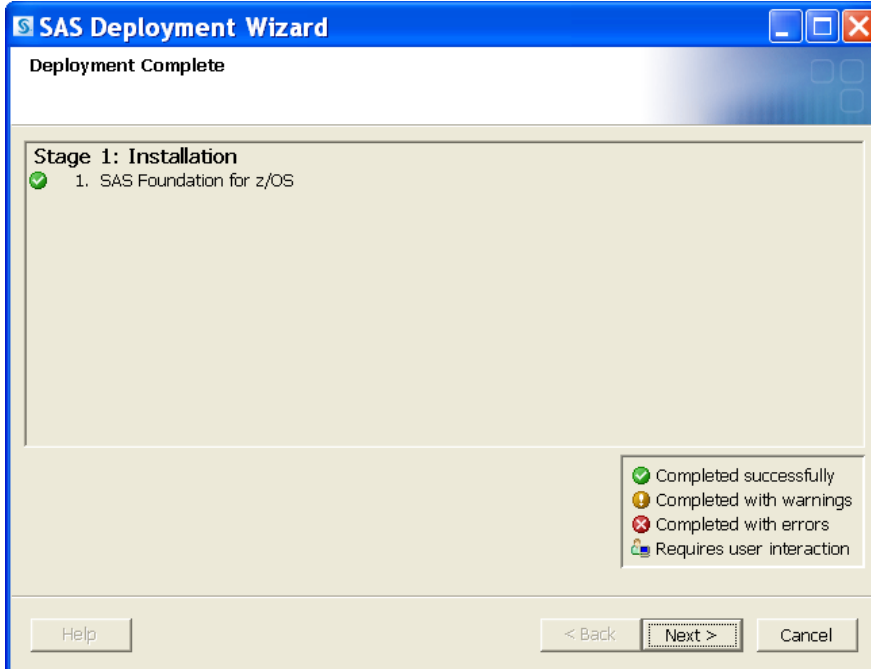 SAS Deployment Wizard
Deployment Complete
Stage 1: Installation
1. SAS Foundation for z/OS
Completed successfully
Completed with warnings
Completed with errors
Requires user interaction
Help
< Back
Next >
Cancel